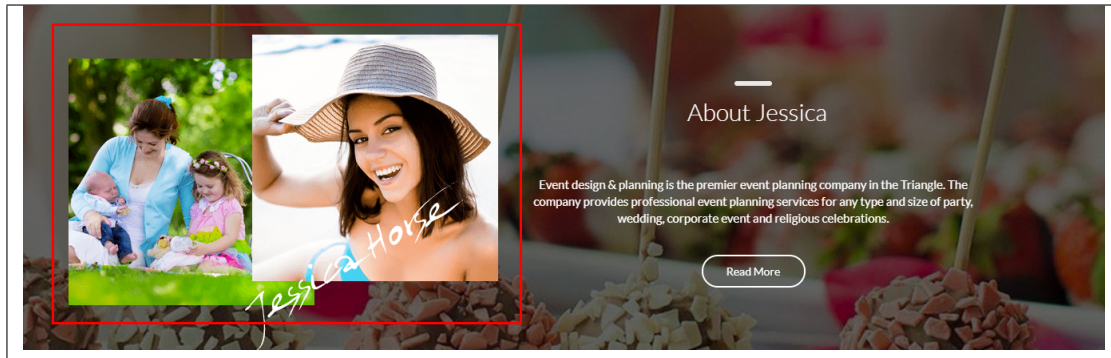 Jessica Horse
About Jessica
Event design & planning is the premier event planning company in the Triangle. The
company provides professional event planning services for any type and size of party,
wedding, corporate event and religious celebrations.
Read More